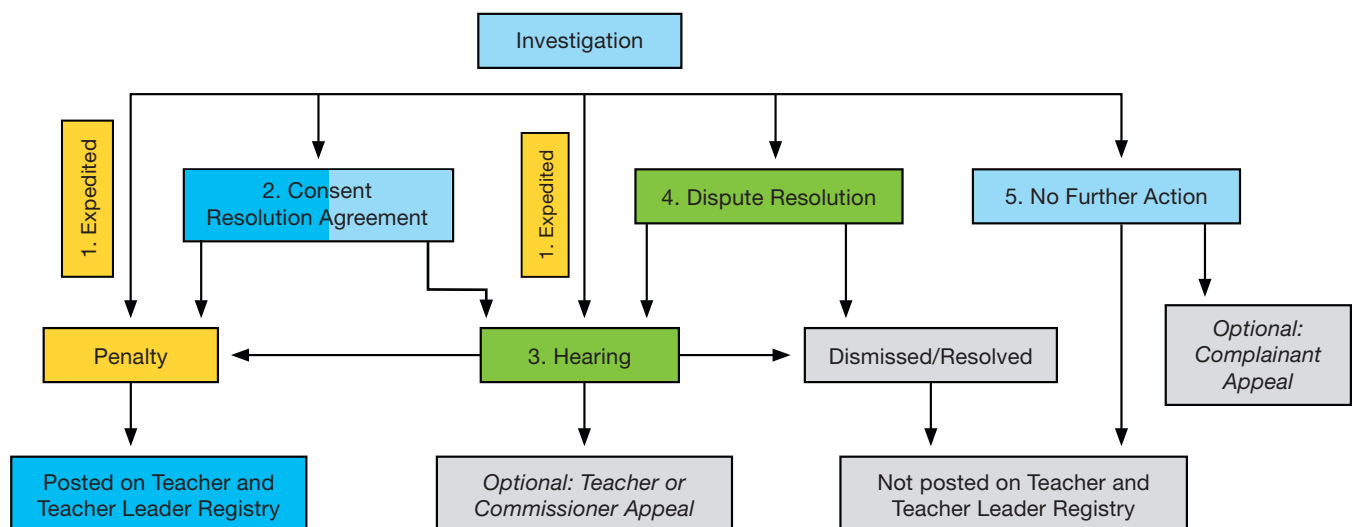 Investigation
1. Expedited
2. Consent
Resolution Agreement
1. Expedited
4. Dispute Resolution
5. No Further Action
Penalty
3. Hearing
Dismissed/Resolved
Optional:
Complainant
Appeal
Posted on Teacher and
Teacher Leader Registry
Optional: Teacher or
Commissioner Appeal
Not posted on Teacher and
Teacher Leader Registry